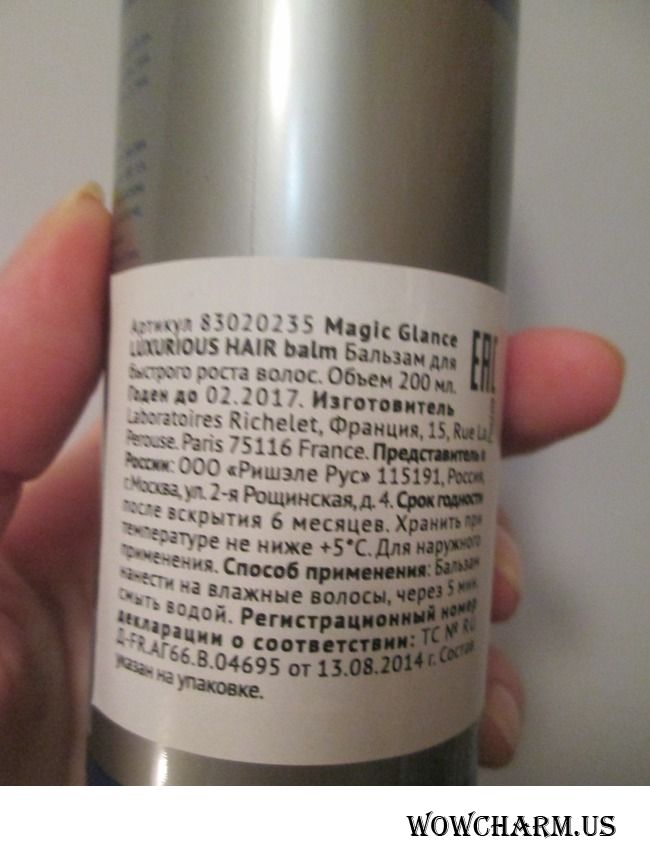 Артикул 83020235 Magic Glance
LUXURIOUS HAIR balm Бальзам для
быстрого роста волос. Объем 200 мл.
Годен до 02.2017. Изготовитель
Laboratoires Richelet, Франция, 15, Rue La
Perouse. Paris 75116 France. Представитель в
России: ООО «Ришэле Рус» 115191, Россия,
г.Москва, ул. 2-я Рощинская, д. 4. Срок годности
после вскрытия 6 месяцев. Хранить при
температуре не ниже +5°С. Для наружного
применения. Способ применения: Бальзам
нанести на влажные волосы, через 5 мин.
смыть водой. Регистрационный номер
декларации о соответствии: ТС № RU
Д-FR.АГ66.В.04695 от 13.08.2014 г. Состав
указан на упаковке.
EAC
WOWCHARM.US